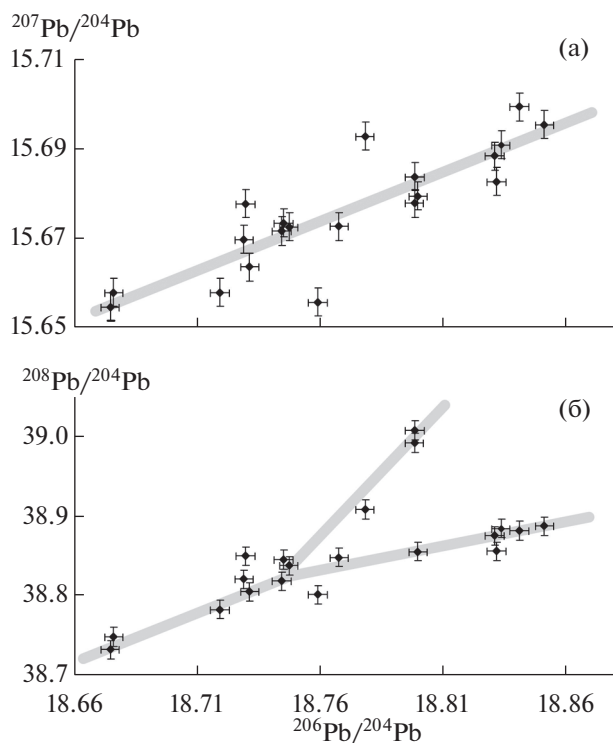 ²⁰⁷Pb/²⁰⁴Pb
15.71
(а)
15.69
15.67
15.65
²⁰⁸Pb/²⁰⁴Pb
(б)
39.0
38.9
38.8
38.7
18.66 18.71 18.76 18.81 18.86
²⁰⁶Pb/²⁰⁴Pb